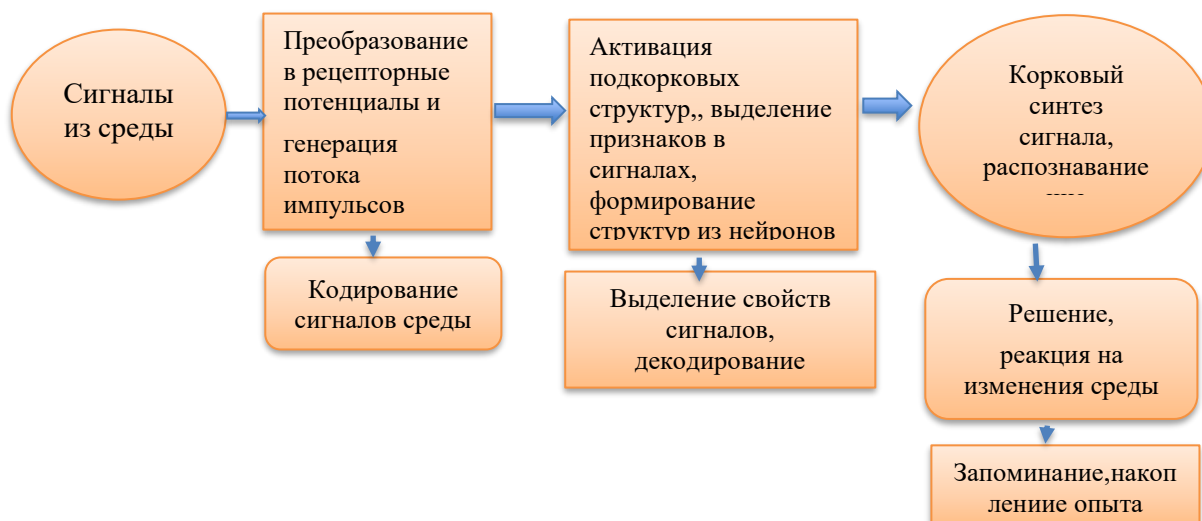 Сигналы
из среды
Преобразование
в рецепторные
потенциалы и
генерация
потока
импульсов
Активация
подкорковых
структур,, выделение
признаков в
сигналах,
формирование
структур из нейронов
Корковый
синтез
сигнала,
распознавание
Кодирование
сигналов среды
Выделение свойств
сигналов,
декодирование
Решение,
реакция на
изменения среды
Запоминание,накоп
лениие опыта